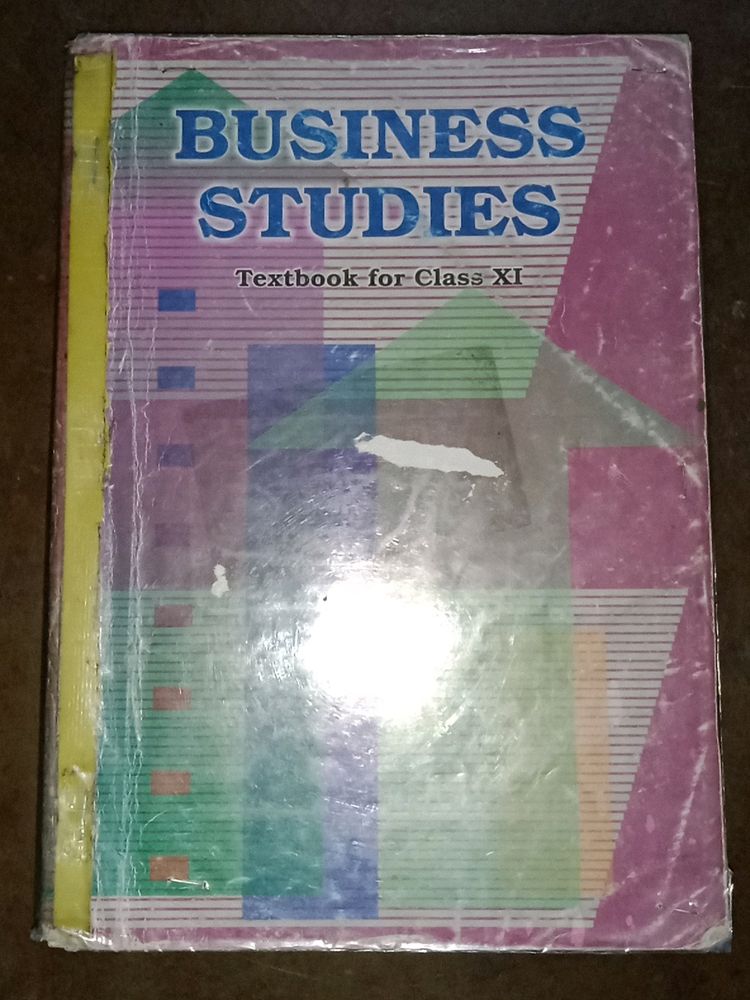 BUSINESS
STUDIES
Textbook for Class XI